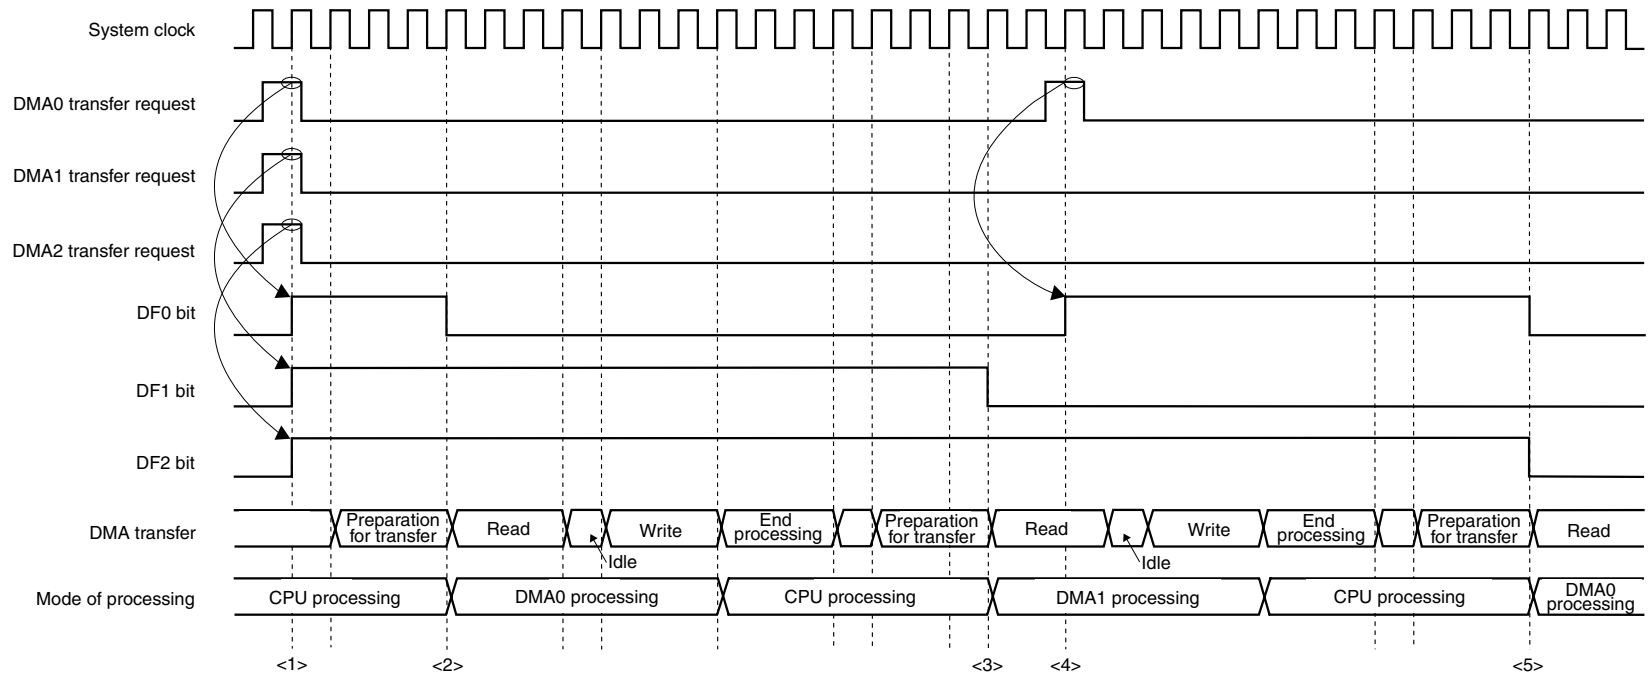 System clock
DMA0 transfer request
DMA1 transfer request
DMA2 transfer request
DF0 bit
DF1 bit
DF2 bit
DMA transfer
Preparation
for transfer
Read
Idle
Write
End
processing
Preparation
for transfer
Read
Idle
Write
End
processing
Preparation
for transfer
Read
Mode of processing
CPU processing
DMA0 processing
CPU processing
DMA1 processing
CPU processing
DMA0
processing
<1>
<2>
<3>
<4>
<5>